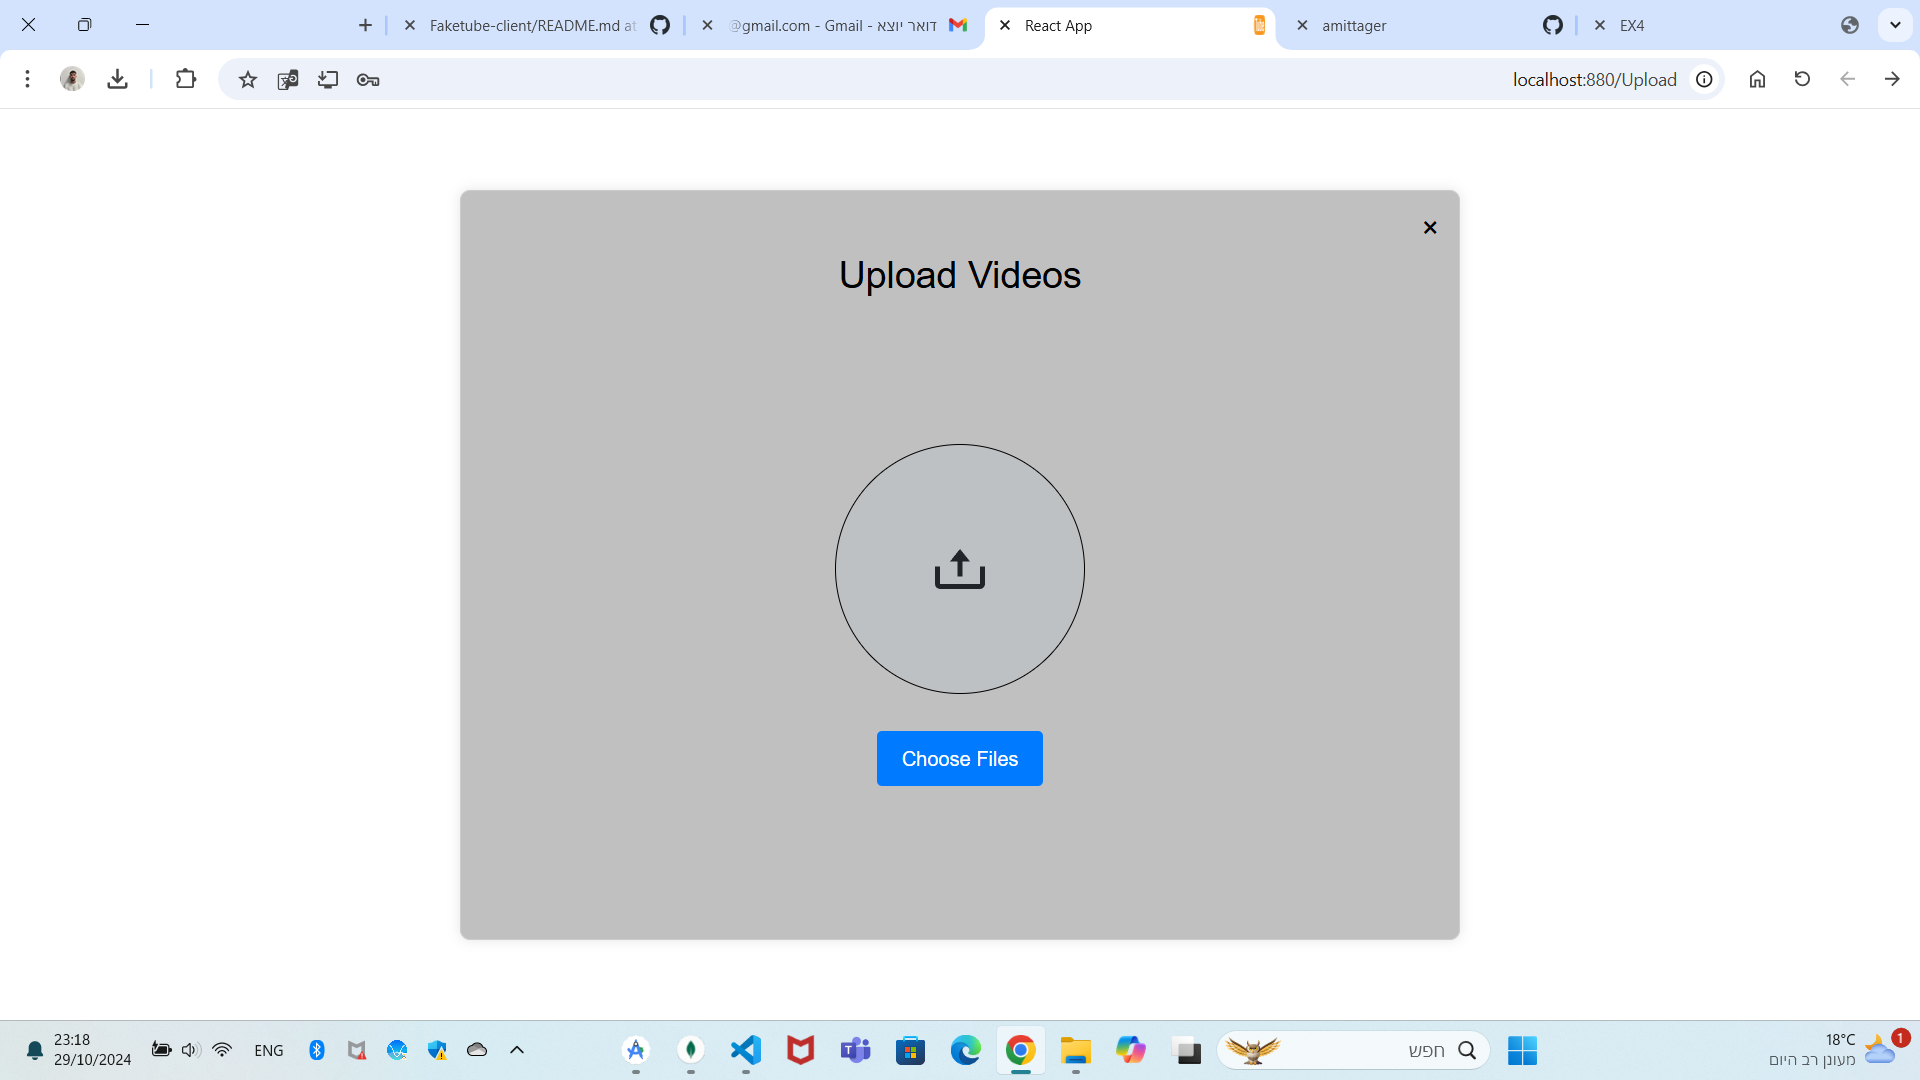 Faketube-client/README.md at
@gmail.com - Gmail - דואר יוצא
React App
amittager
EX4
localhost:880/Upload
Upload Videos
Choose Files
23:18
29/10/2024
ENG
חפש
18°C
מעונן רב היום
1